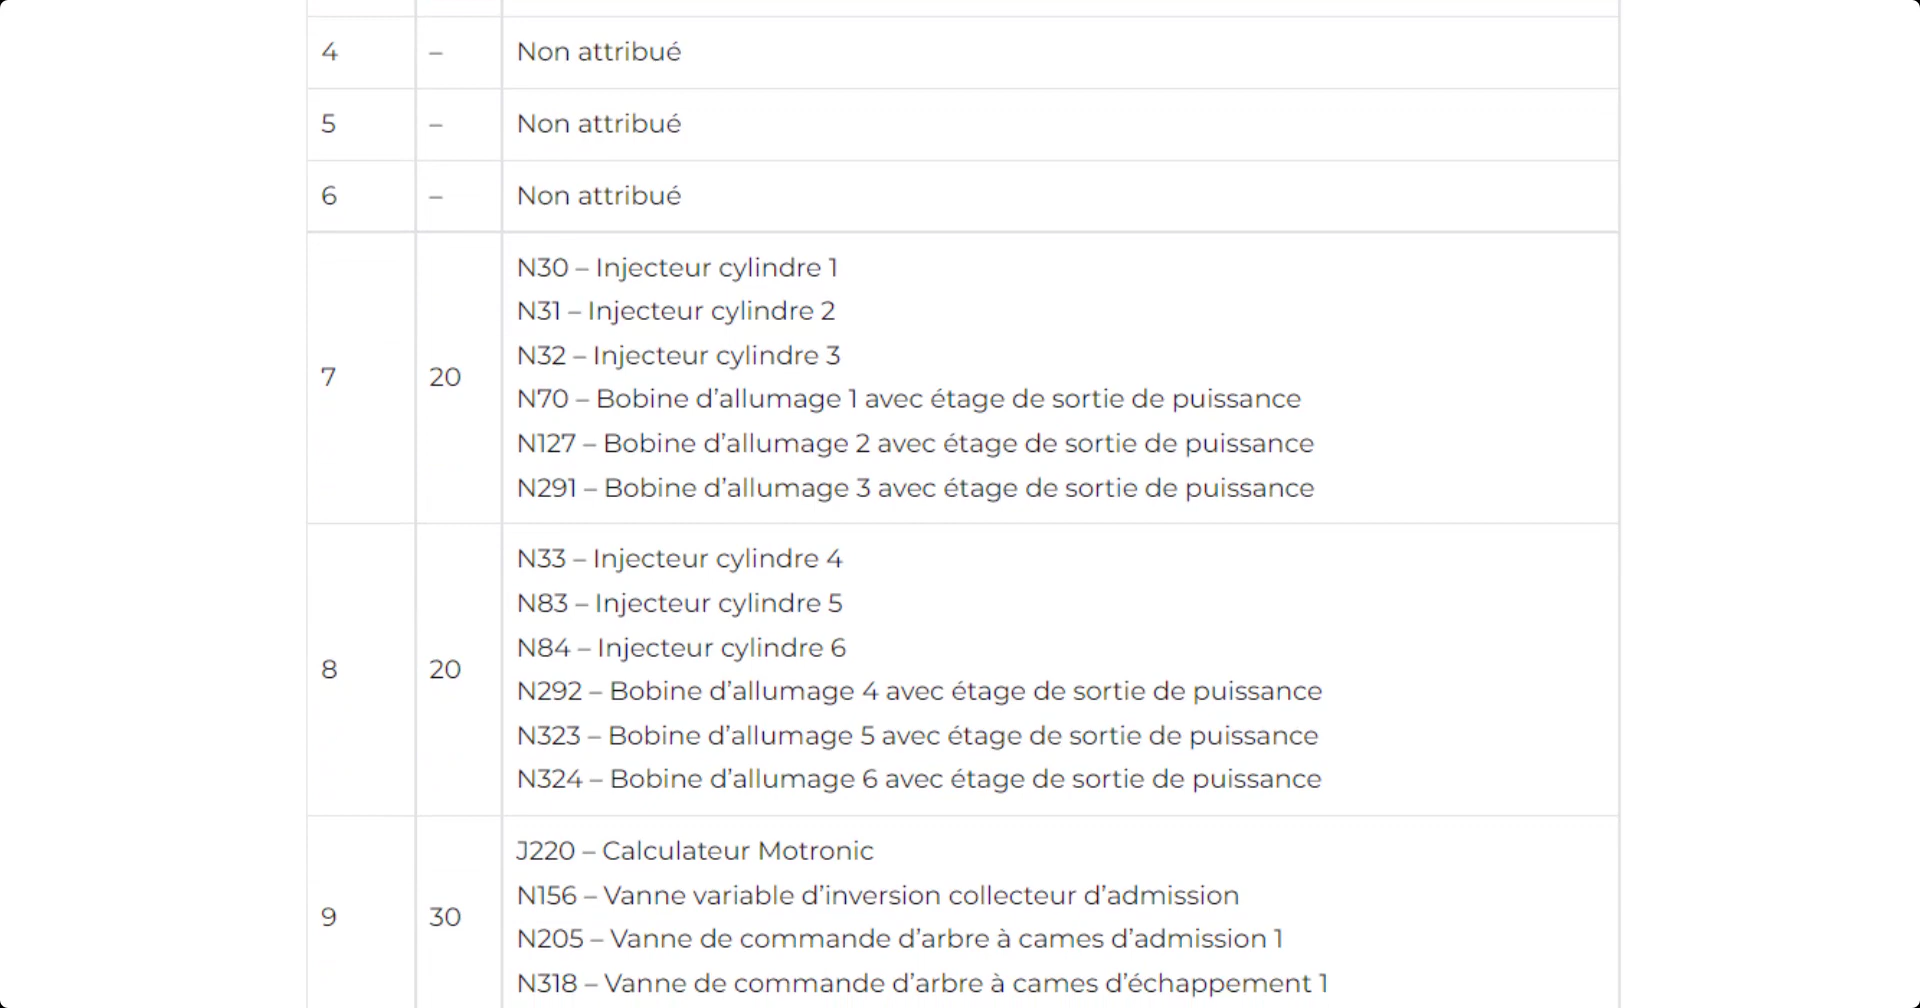 4 – Non attribué
5 – Non attribué
6 – Non attribué
7 20
N30 – Injecteur cylindre 1
N31 – Injecteur cylindre 2
N32 – Injecteur cylindre 3
N70 – Bobine d’allumage 1 avec étage de sortie de puissance
N127 – Bobine d’allumage 2 avec étage de sortie de puissance
N291 – Bobine d’allumage 3 avec étage de sortie de puissance
8 20
N33 – Injecteur cylindre 4
N83 – Injecteur cylindre 5
N84 – Injecteur cylindre 6
N292 – Bobine d’allumage 4 avec étage de sortie de puissance
N323 – Bobine d’allumage 5 avec étage de sortie de puissance
N324 – Bobine d’allumage 6 avec étage de sortie de puissance
9 30
J220 – Calculateur Motronic
N156 – Vanne variable d’inversion collecteur d’admission
N205 – Vanne de commande d’arbre à cames d’admission 1
N318 – Vanne de commande d’arbre à cames d’échappement 1